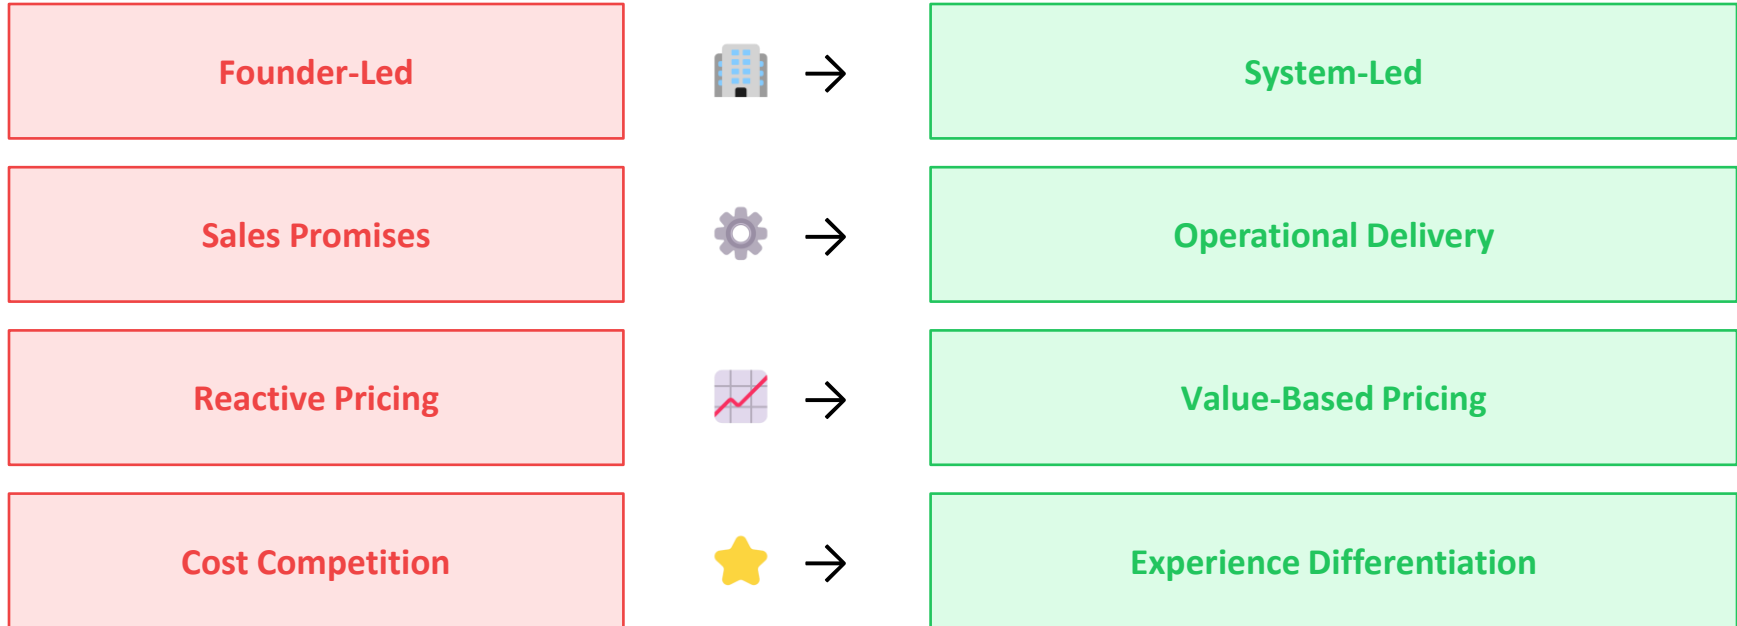 Founder-Led
System-Led
Sales Promises
Operational Delivery
Reactive Pricing
Value-Based Pricing
Cost Competition
Experience Differentiation